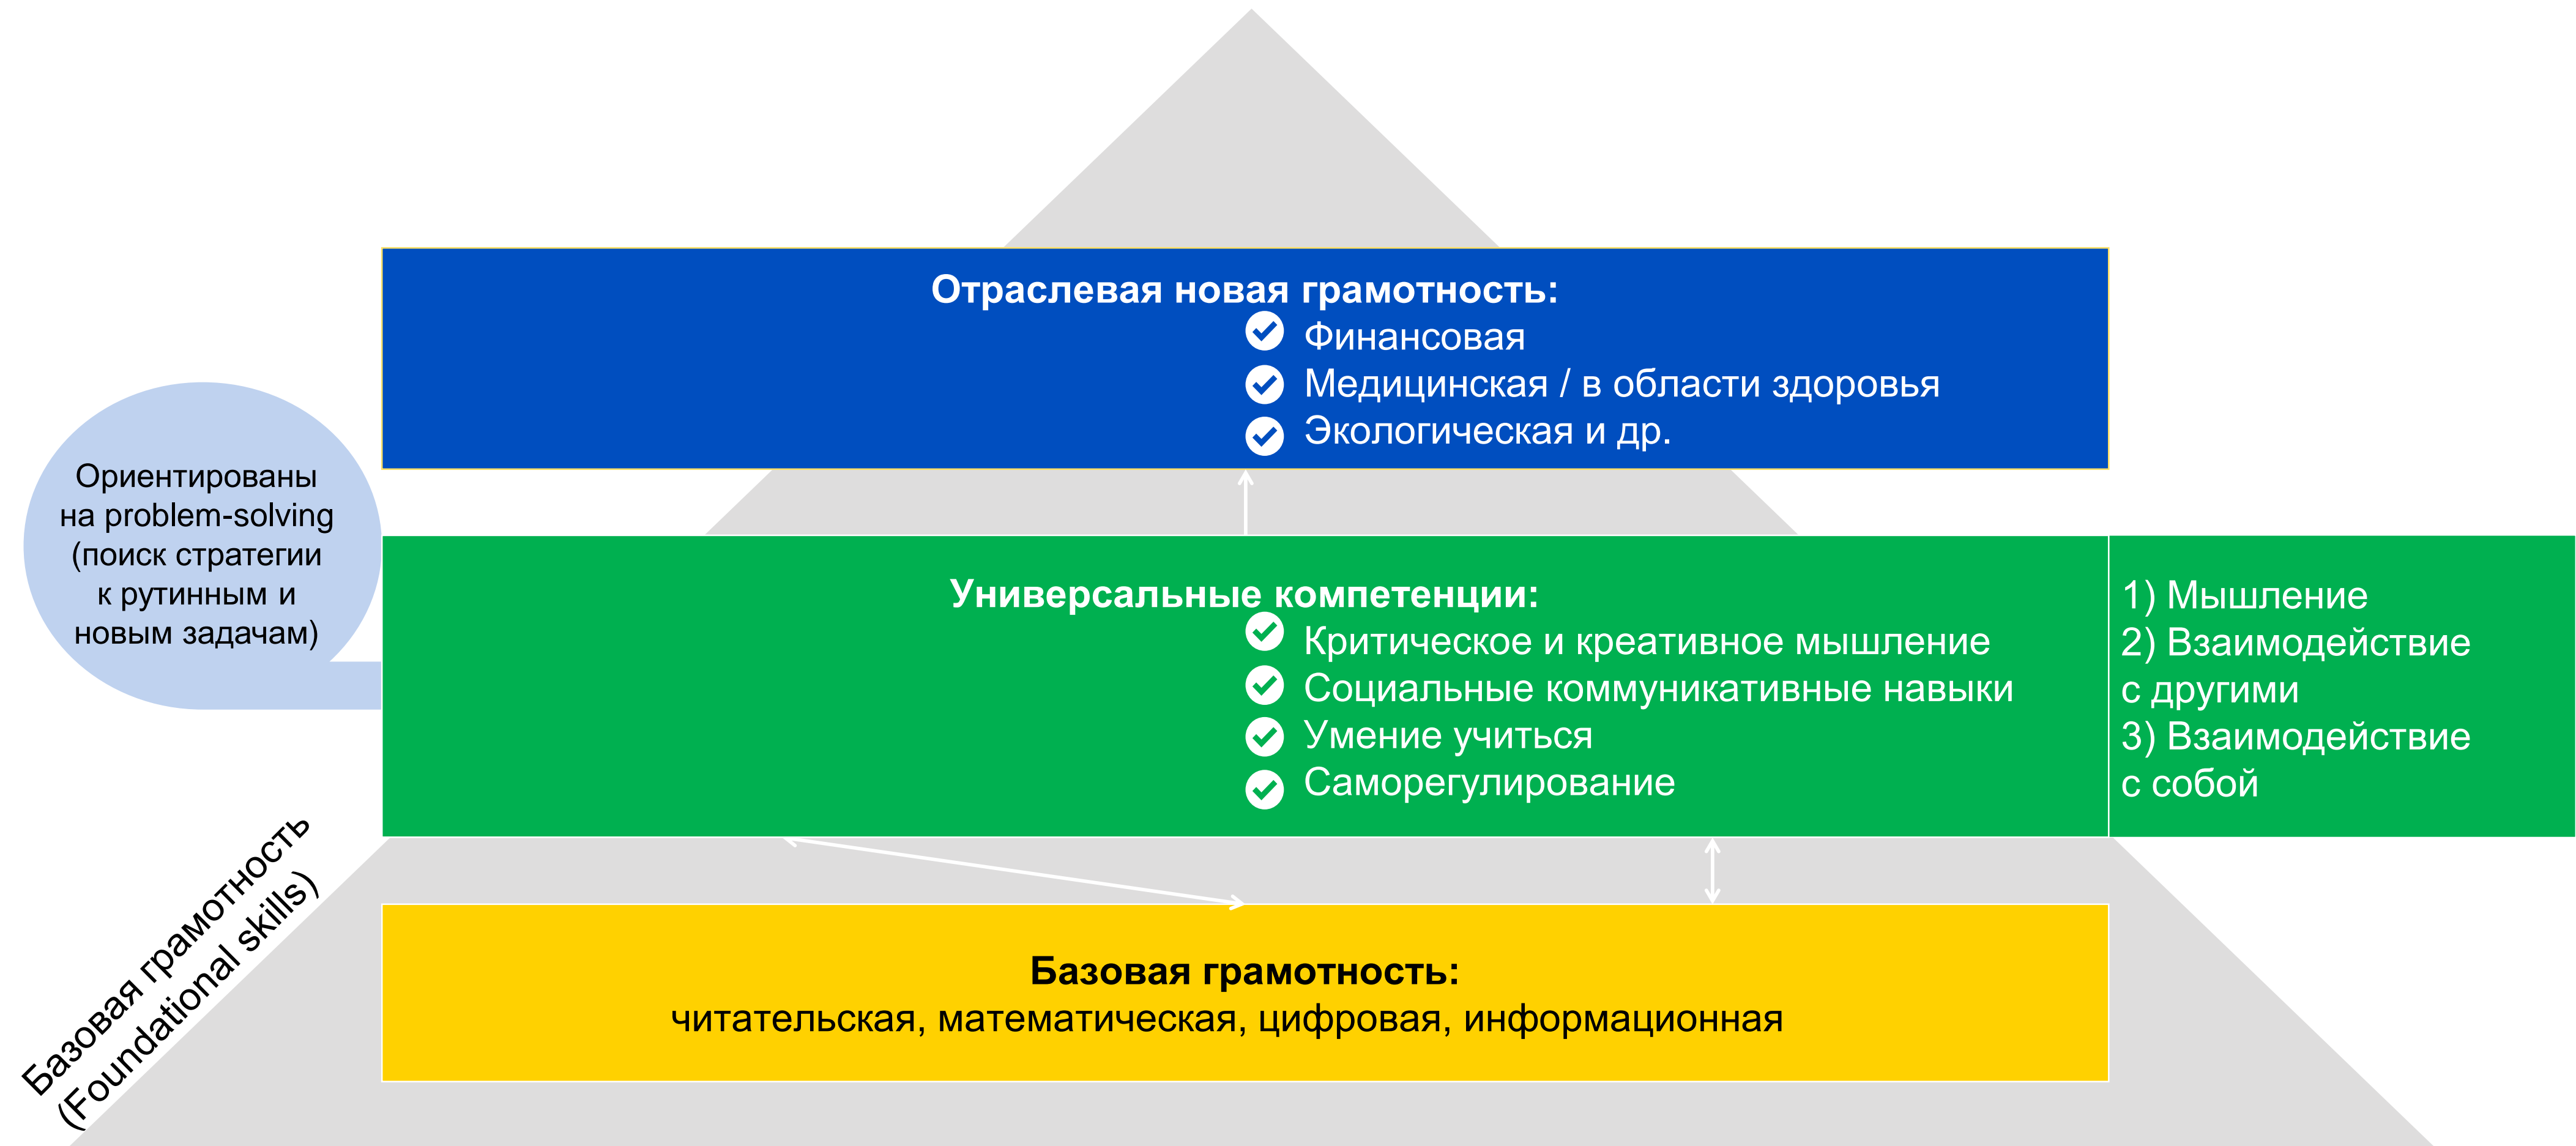 Отраслевая новая грамотность:
Финансовая
Медицинская / в области здоровья
Экологическая и др.
Ориентированы
на problem-solving
(поиск стратегии
к рутинным и
новым задачам)
Универсальные компетенции:
Критическое и креативное мышление
Социальные коммуникативные навыки
Умение учиться
Саморегулирование
1) Мышление
2) Взаимодействие
с другими
3) Взаимодействие
с собой
Базовая грамотность
(Foundational skills)
Базовая грамотность:
читательская, математическая, цифровая, информационная